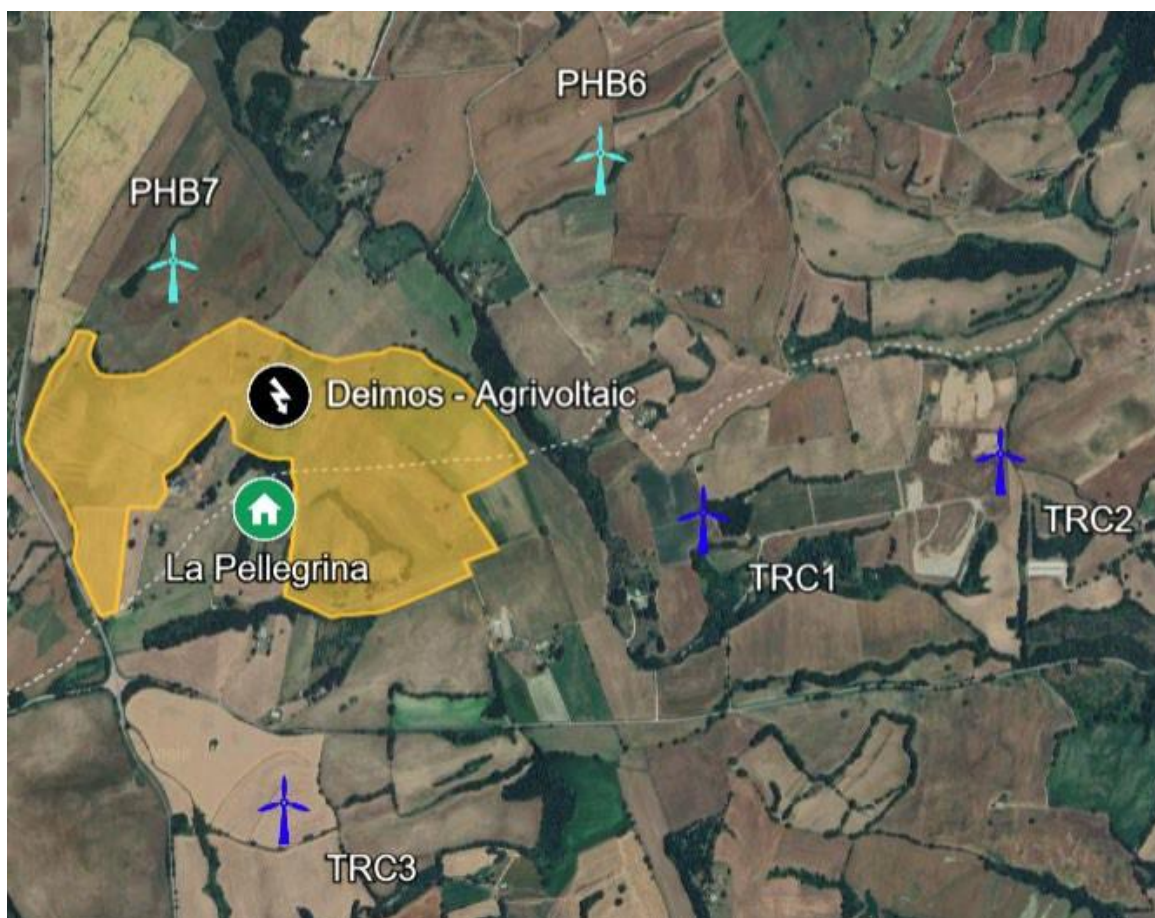 PHB6
PHB7
Deimos - Agrivoltaic
TRC2
La Pellegrina
TRC1
TRC3